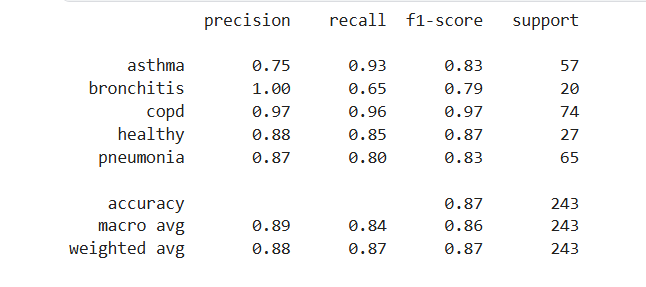 precision recall f1-score support
asthma 0.75 0.93 0.83 57
bronchitis 1.00 0.65 0.79 20
copd 0.97 0.96 0.97 74
healthy 0.88 0.85 0.87 27
pneumonia 0.87 0.80 0.83 65
accuracy 0.87 243
macro avg 0.89 0.84 0.86 243
weighted avg 0.88 0.87 0.87 243